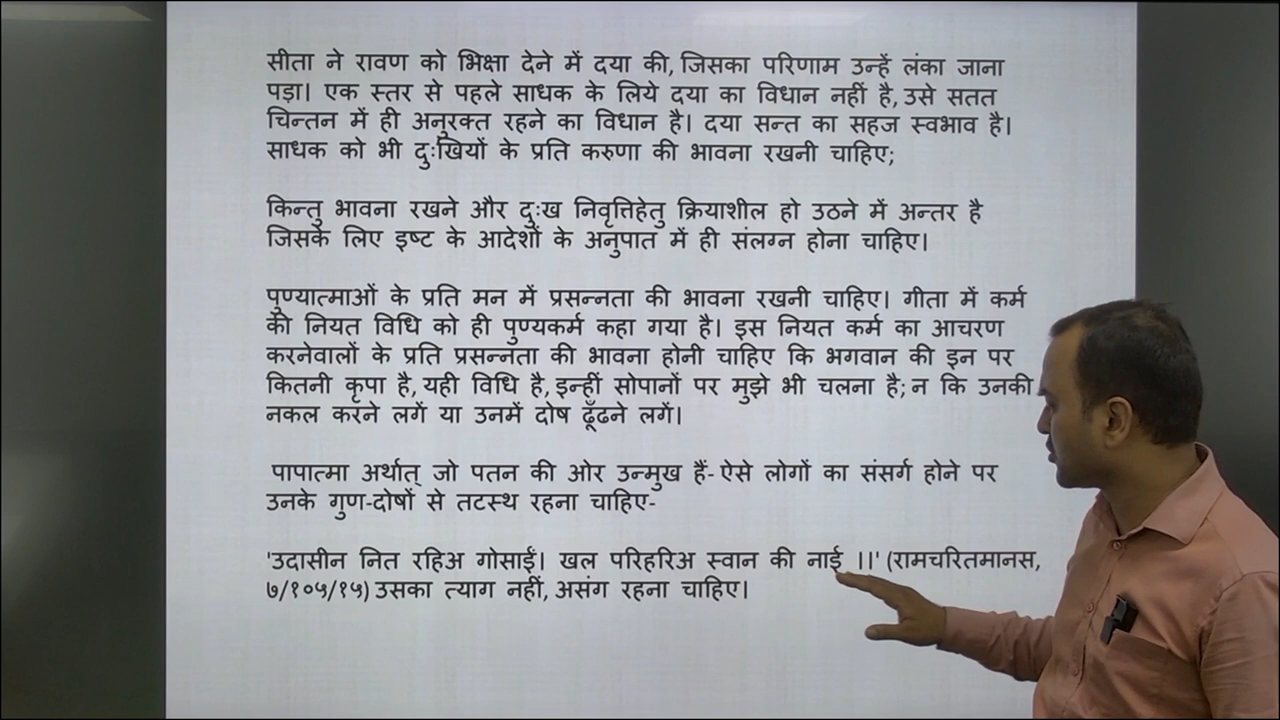 सीता ने रावण को भिक्षा देने में दया की, जिसका परिणाम उन्हें लंका जाना
पड़ा। एक स्तर से पहले साधक के लिये दया का विधान नहीं है, उसे सतत
चिन्तन में ही अनुरक्त रहने का विधान है। दया सन्त का सहज स्वभाव है।
साधक को भी दुःखियों के प्रति करुणा की भावना रखनी चाहिए;
किन्तु भावना रखने और दुःख निवृत्तिहेतु क्रियाशील हो उठने में अन्तर है
जिसके लिए इष्ट के आदेशों के अनुपात में ही संलग्न होना चाहिए।
पुण्यात्माओं के प्रति मन में प्रसन्नता की भावना रखनी चाहिए। गीता में कर्म
की नियत विधि को ही पुण्यकर्म कहा गया है। इस नियत कर्म का आचरण
करनेवालों के प्रति प्रसन्नता की भावना होनी चाहिए कि भगवान की इन पर
कितनी कृपा है, यही विधि है, इन्हीं सोपानों पर मुझे भी चलना है; न कि उनकी
नकल करने लगें या उनमें दोष ढूँढने लगें।
पापात्मा अर्थात् जो पतन की ओर उन्मुख हैं- ऐसे लोगों का संसर्ग होने पर
उनके गुण-दोषों से तटस्थ रहना चाहिए-
'उदासीन नित रहिअ गोसाईं। खल परिहरिअ स्वान की नाईं ।।' (रामचरितमानस,
७/१०५/१५) उसका त्याग नहीं, असंग रहना चाहिए।